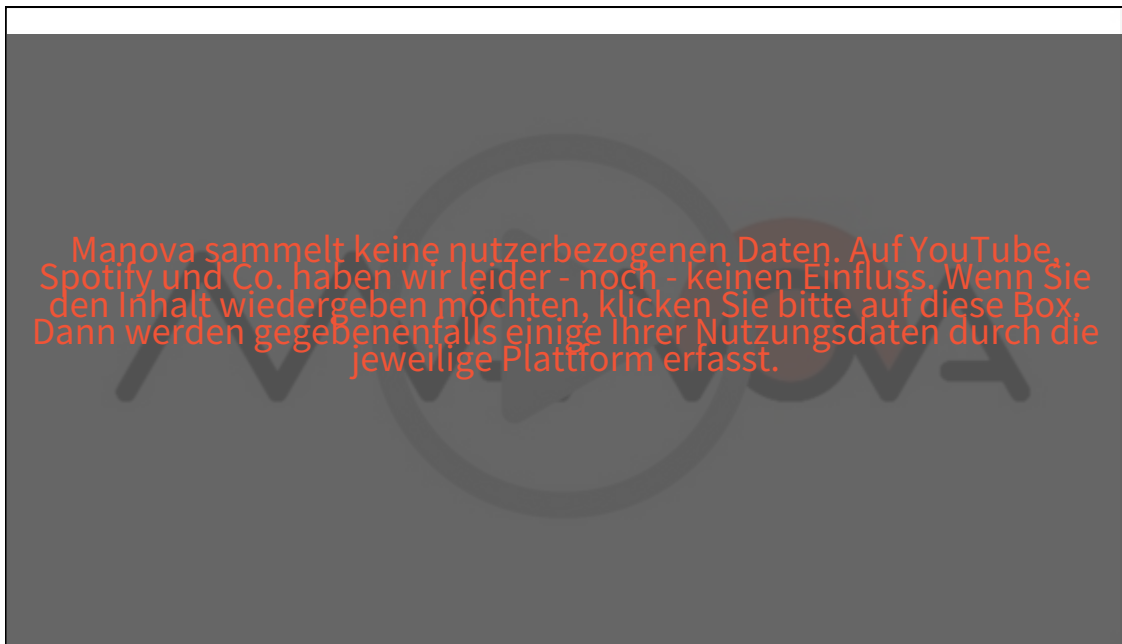 Manova sammelt keine nutzerbezogenen Daten. Auf YouTube,
Spotify und Co. haben wir leider - noch - keinen Einfluss. Wenn Sie
den Inhalt wiedergeben möchten, klicken Sie bitte auf diese Box.
Dann werden gegebenenfalls einige Ihrer Nutzungsdaten durch die
jeweilige Plattform erfasst.
MANOVA